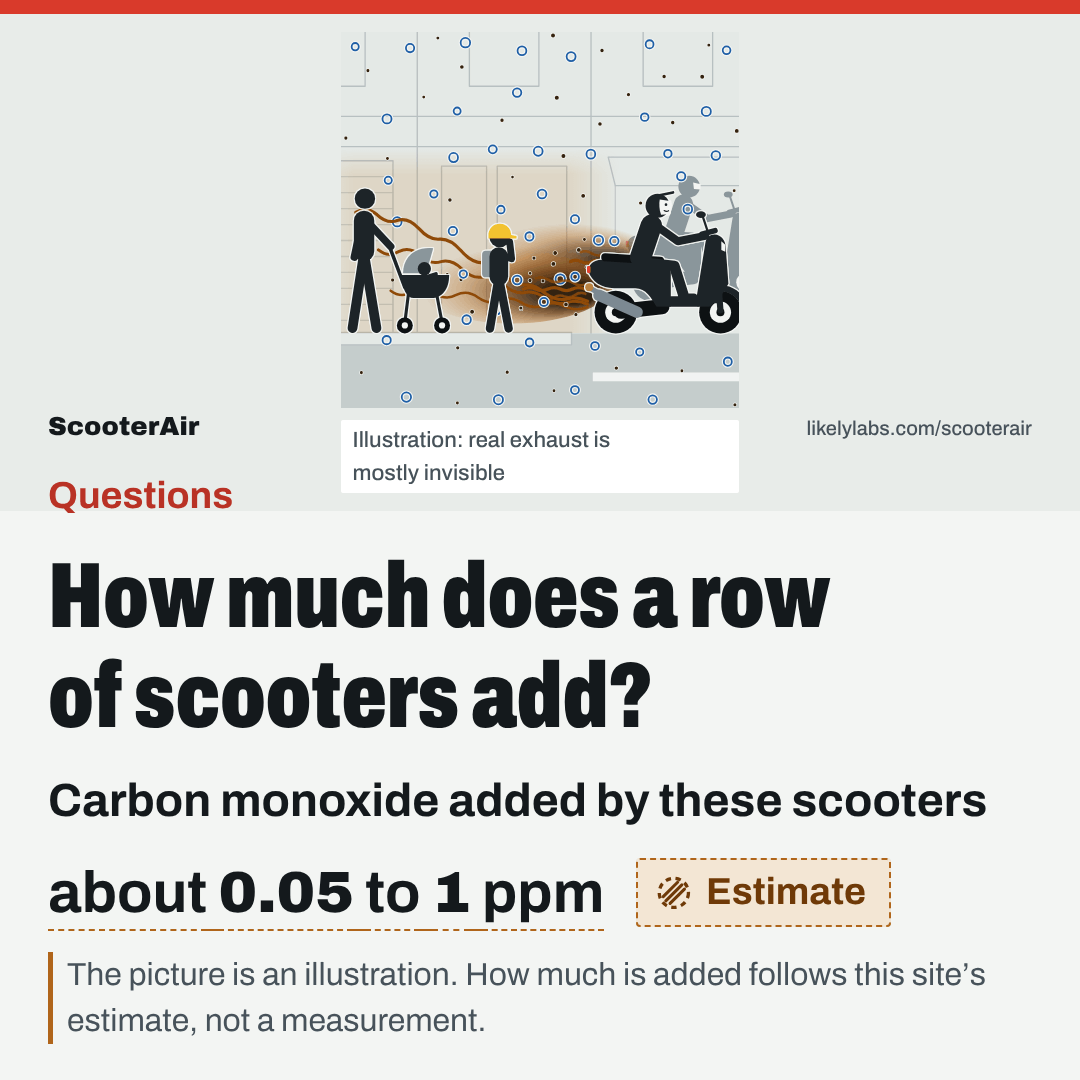 ScooterAir
Illustration: real exhaust is
mostly invisible
likelylabs.com/scooterair
Questions
How much does a row
of scooters add?
Carbon monoxide added by these scooters
about 0.05 to 1 ppm
Estimate
The picture is an illustration. How much is added follows this site’s
estimate, not a measurement.